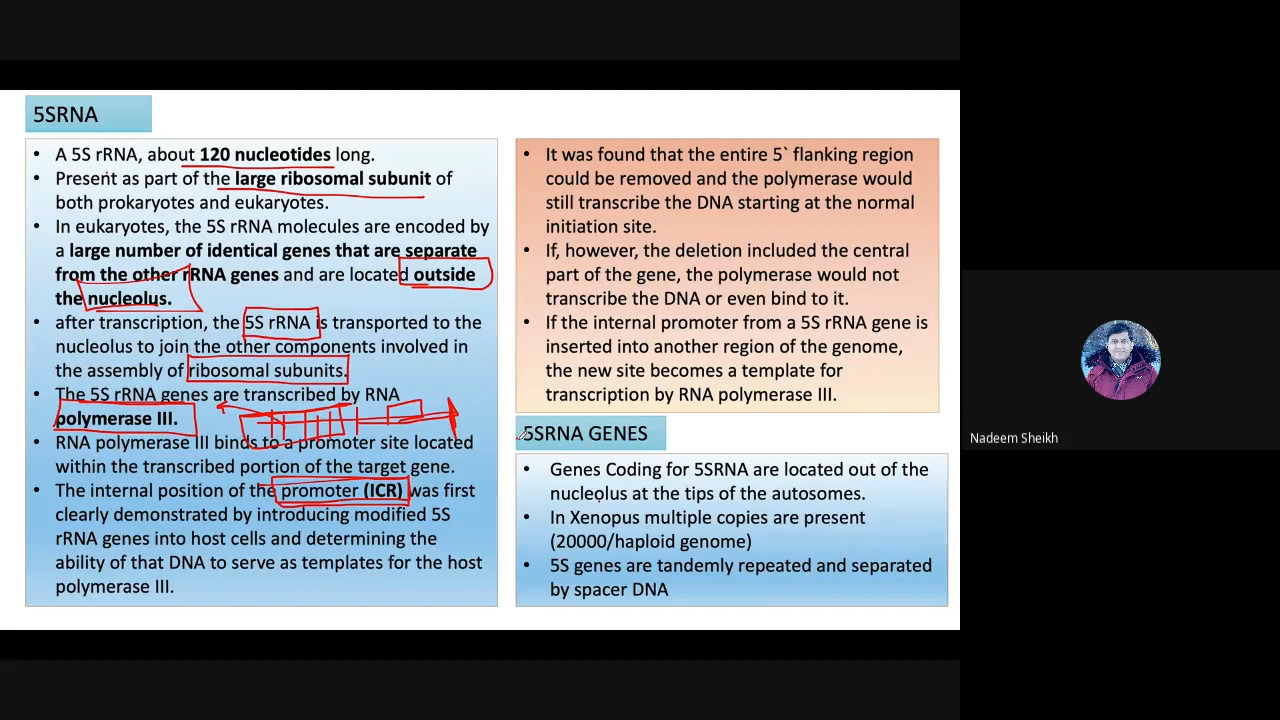 5SRNA
• A 5S rRNA, about 120 nucleotides long.
• Present as part of the large ribosomal subunit of
both prokaryotes and eukaryotes.
• In eukaryotes, the 5S rRNA molecules are encoded by
a large number of identical genes that are separate
from the other rRNA genes and are located outside
the nucleolus.
• after transcription, the 5S rRNA is transported to the
nucleolus to join the other components involved in
the assembly of ribosomal subunits.
• The 5S rRNA genes are transcribed by RNA
polymerase III.
• RNA polymerase III binds to a promoter site located
within the transcribed portion of the target gene.
• The internal position of the promoter (ICR) was first
clearly demonstrated by introducing modified 5S
rRNA genes into host cells and determining the
ability of that DNA to serve as templates for the host
polymerase III.
• It was found that the entire 5` flanking region
could be removed and the polymerase would
still transcribe the DNA starting at the normal
initiation site.
• If, however, the deletion included the central
part of the gene, the polymerase would not
transcribe the DNA or even bind to it.
• If the internal promoter from a 5S rRNA gene is
inserted into another region of the genome,
the new site becomes a template for
transcription by RNA polymerase III.
5SRNA GENES
• Genes Coding for 5SRNA are located out of the
nucleolus at the tips of the autosomes.
• In Xenopus multiple copies are present
(20000/haploid genome)
• 5S genes are tandemly repeated and separated
by spacer DNA
Nadeem Sheikh